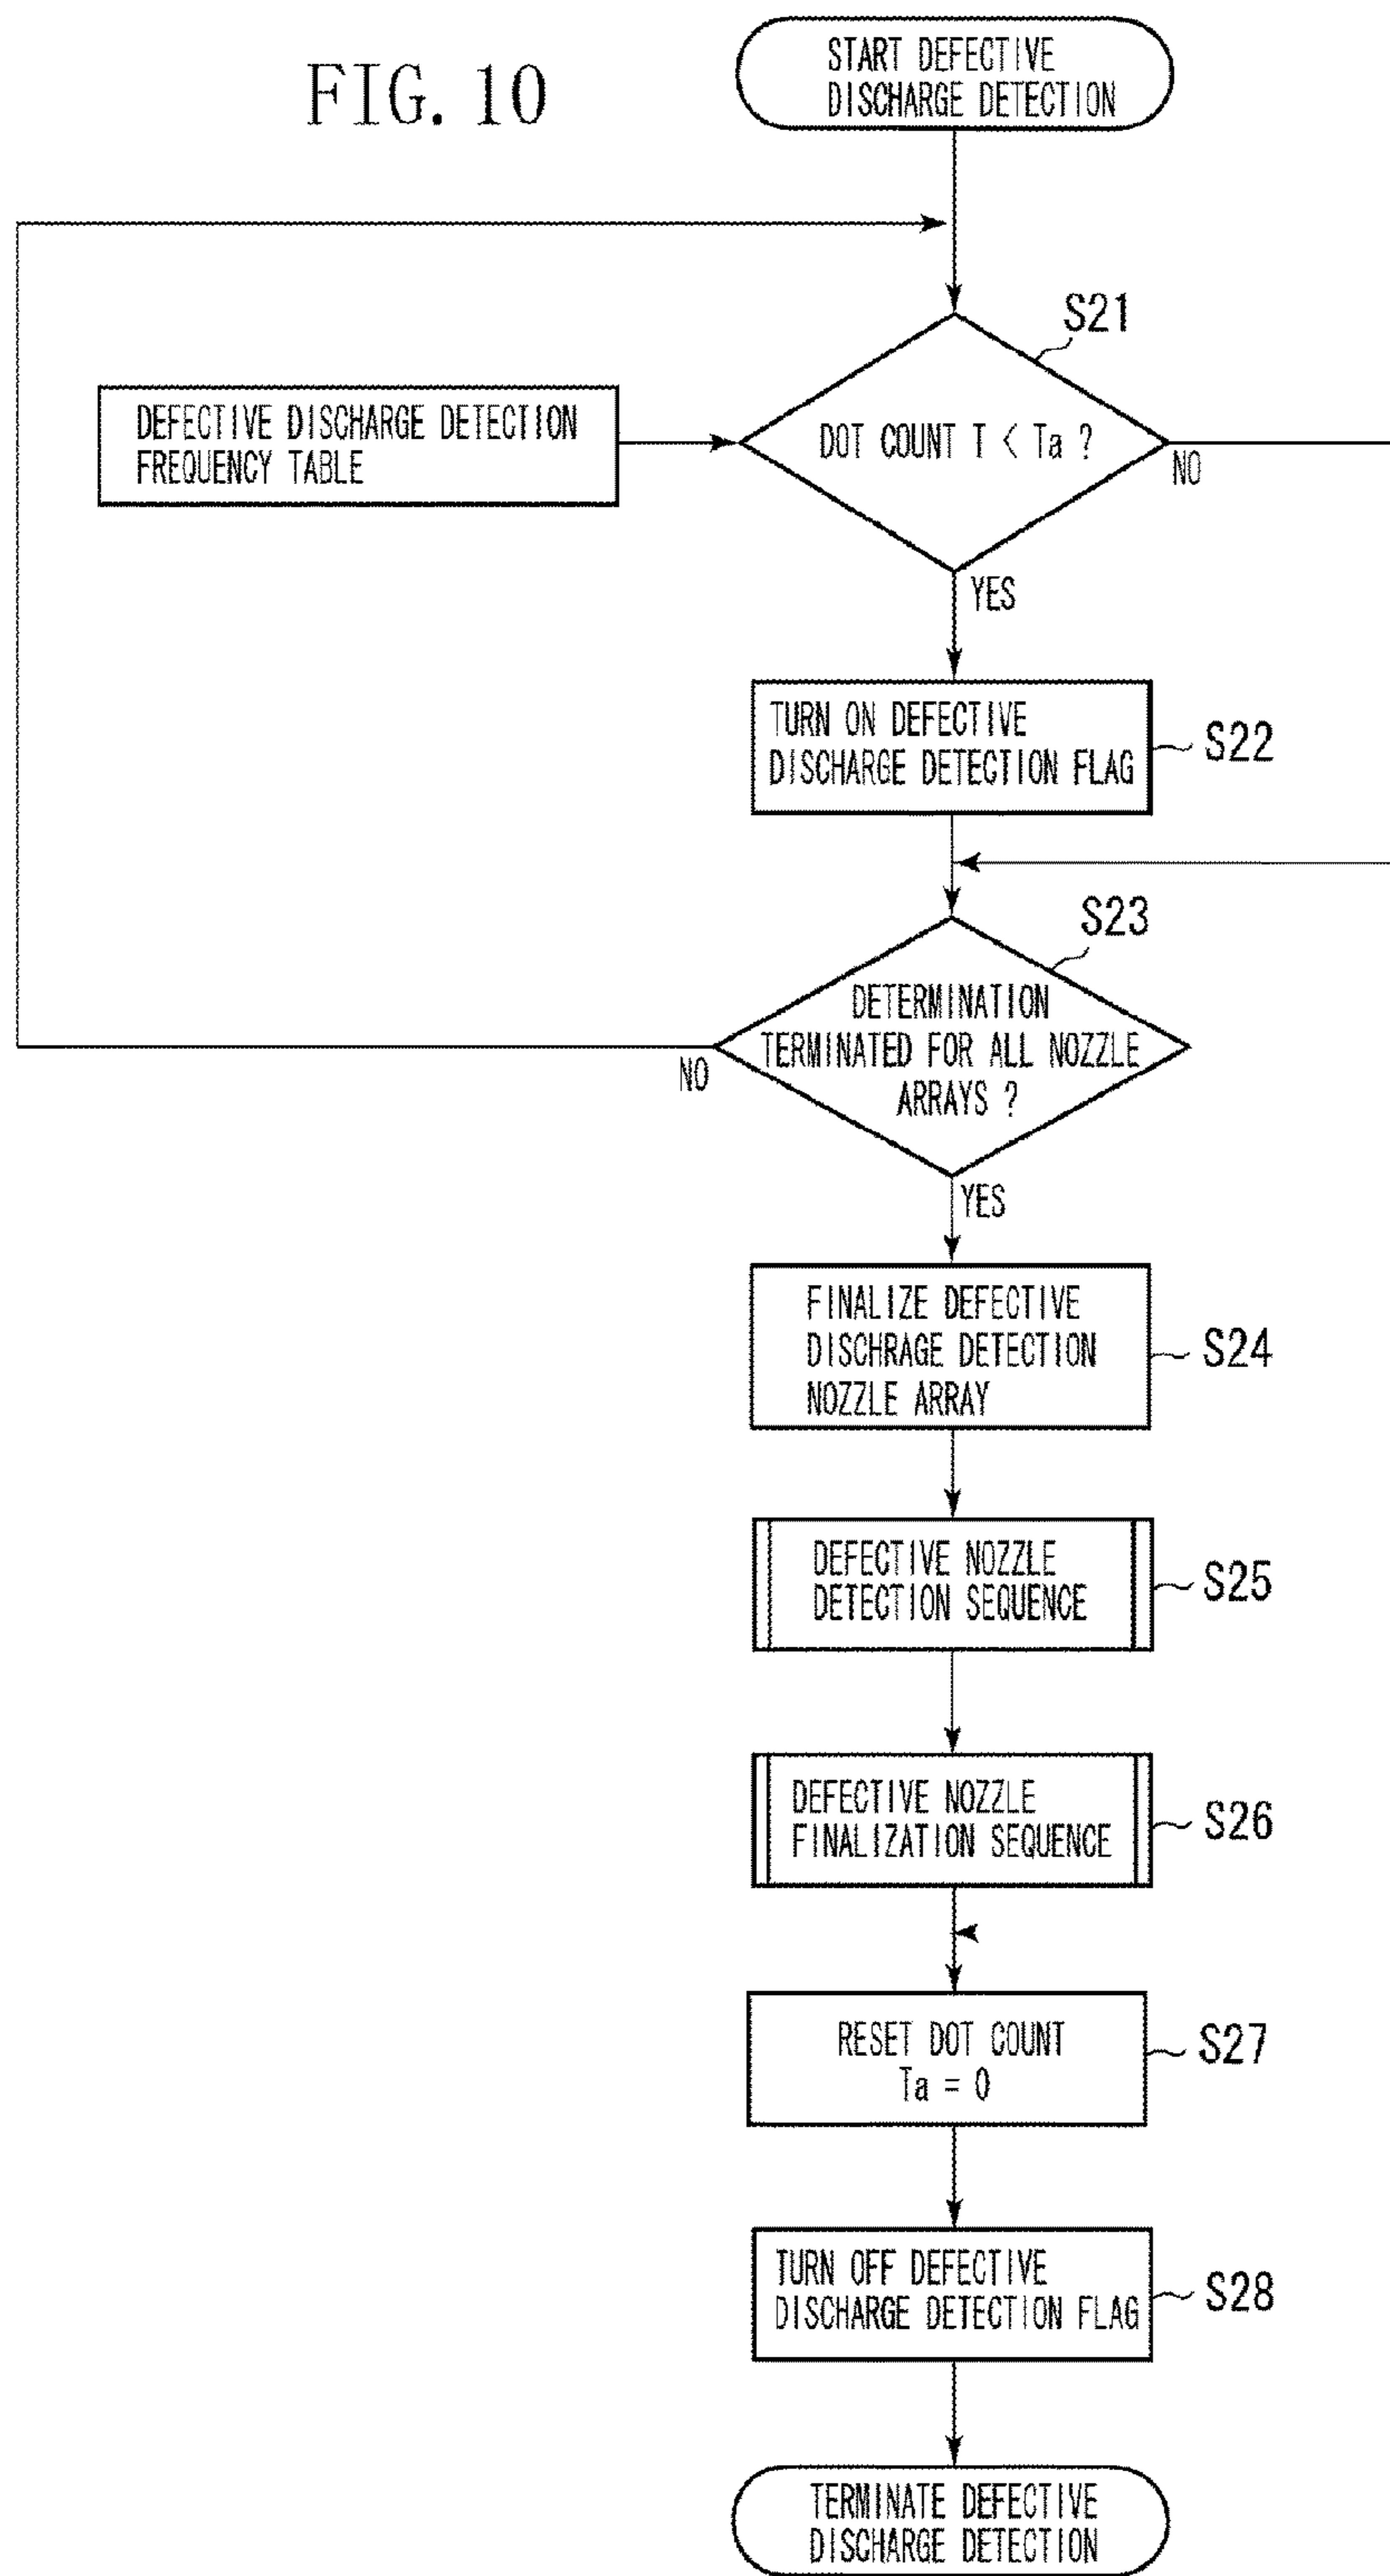 FIG. 10
START DEFECTIVE
DISCHARGE DETECTION
S21
DEFECTIVE DISCHARGE DETECTION
FREQUENCY TABLE
DOT COUNT T < Ta ?
NO
YES
TURN ON DEFECTIVE
DISCHARGE DETECTION FLAG
S22
S23
DETERMINATION
TERMINATED FOR ALL NOZZLE
ARRAYS ?
NO
YES
FINALIZE DEFECTIVE
DISCHRAGE DETECTION
NOZZLE ARRAY
S24
DEFECTIVE NOZZLE
DETECTION SEQUENCE
S25
DEFECTIVE NOZZLE
FINALIZATION SEQUENCE
S26
RESET DOT COUNT
Ta = 0
S27
TURN OFF DEFECTIVE
DISCHARGE DETECTION FLAG
S28
TERMINATE DEFECTIVE
DISCHARGE DETECTION